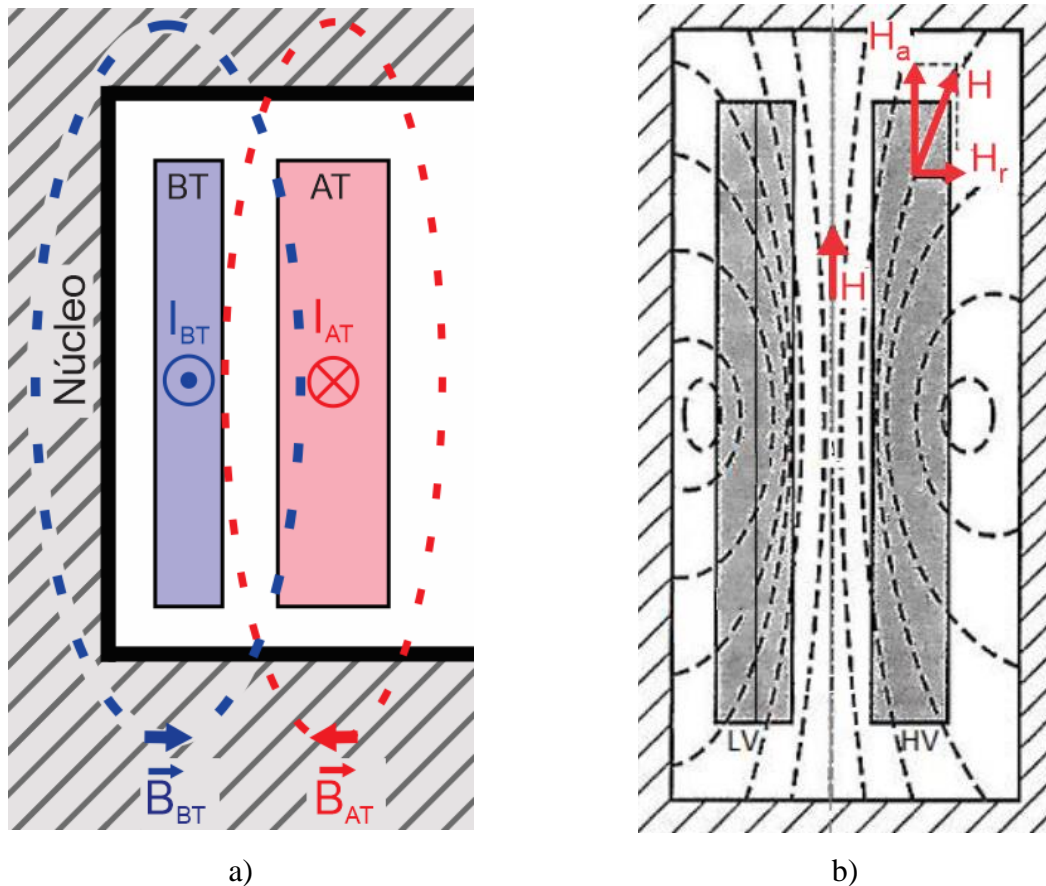 BT
AT
Núcleo
I_BT
I_AT
B_BT
B_AT
a)
H_a
H
H_r
H
LV
HV
b)